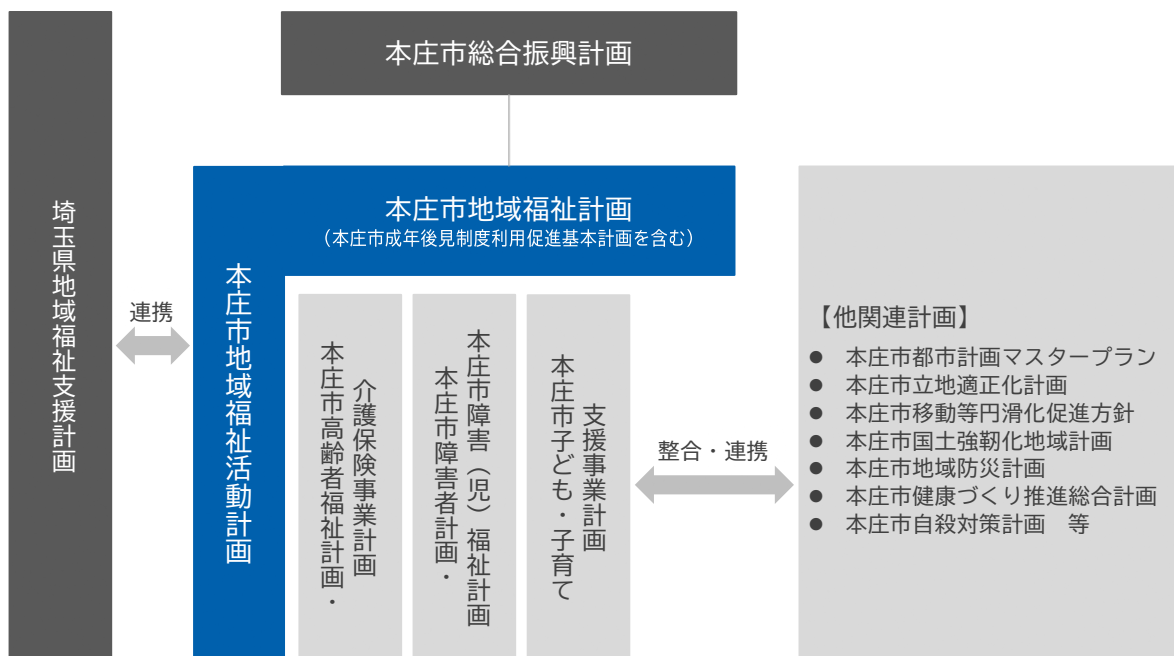 本庄市総合振興計画
埼玉県地域福祉支援計画
連携
本庄市地域福祉計画
（本庄市成年後見制度利用促進基本計画を含む）
本庄市地域福祉活動計画
本庄市高齢者福祉計画・
介護保険事業計画
本庄市障害者計画・
本庄市障害（児）福祉計画
本庄市子ども・子育て
支援事業計画
整合・連携
【他関連計画】
● 本庄市都市計画マスタープラン
● 本庄市立地適正化計画
● 本庄市移動等円滑化促進方針
● 本庄市国土強靭化地域計画
● 本庄市地域防災計画
● 本庄市健康づくり推進総合計画
● 本庄市自殺対策計画　等